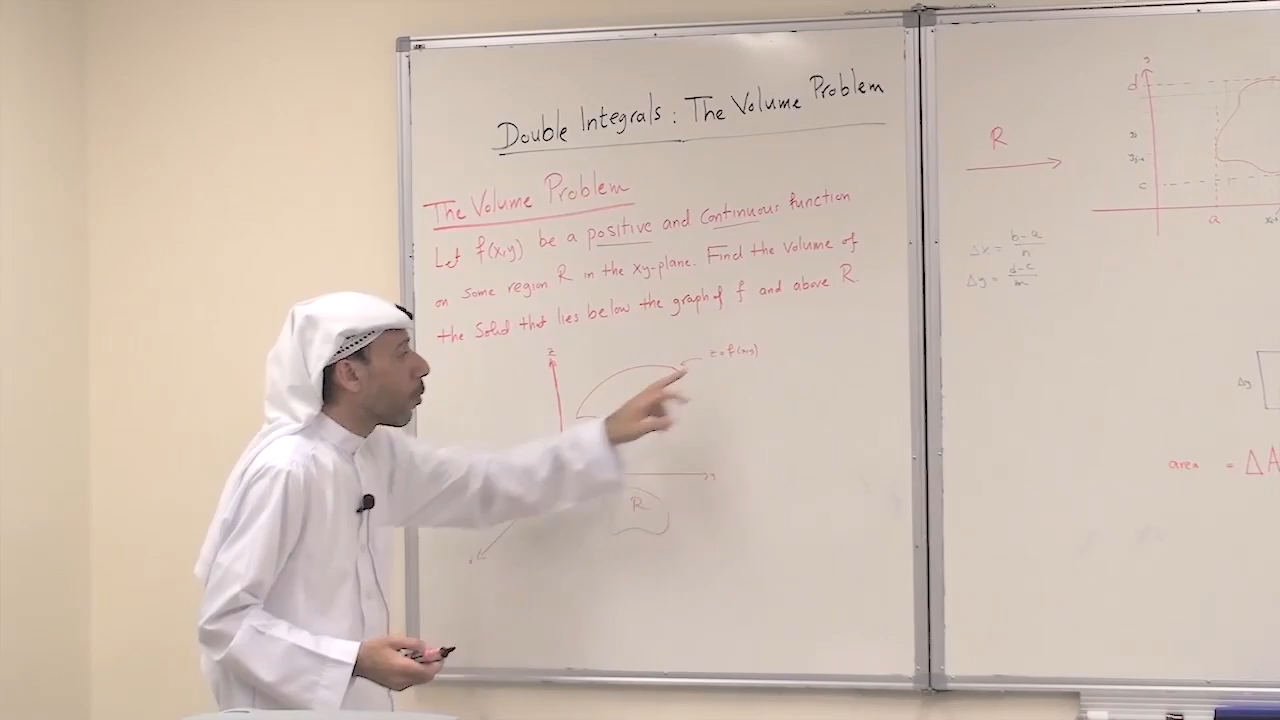 Double Integrals : The Volume Problem
The Volume Problem
Let f(x,y) be a positive and continuous function
on some region R in the xy-plane. Find the volume of
the solid that lies below the graph of f and above R.
z
z = f(x,y)
y
R
R
d
c
a
Δx = b-a/n
Δy = d-c/m
Δy
area = ΔA